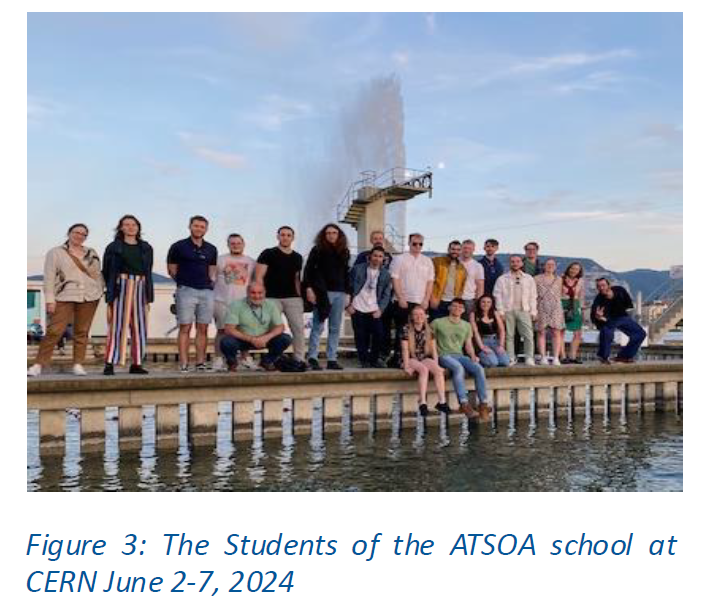 Figure 3: The Students of the ATSOA school at
CERN June 2-7, 2024